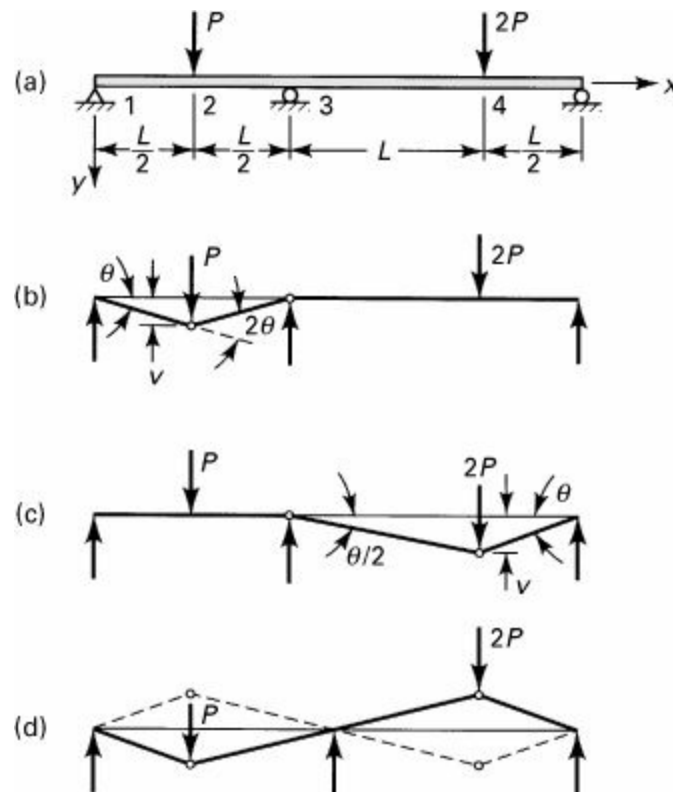 P 2P
(a) x
1 2 3 4
L/2 L/2 L L/2
y
P 2P
(b) θ
2θ
v
P 2P
(c) θ
θ/2
v
2P
(d) P